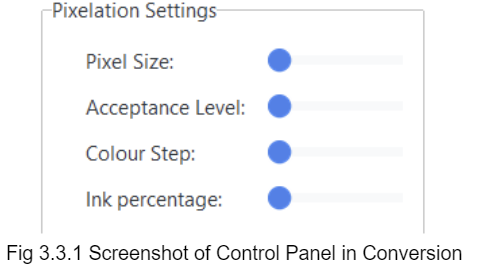 Pixelation Settings
Pixel Size:
Acceptance Level:
Colour Step:
Ink percentage:
Fig 3.3.1 Screenshot of Control Panel in Conversion